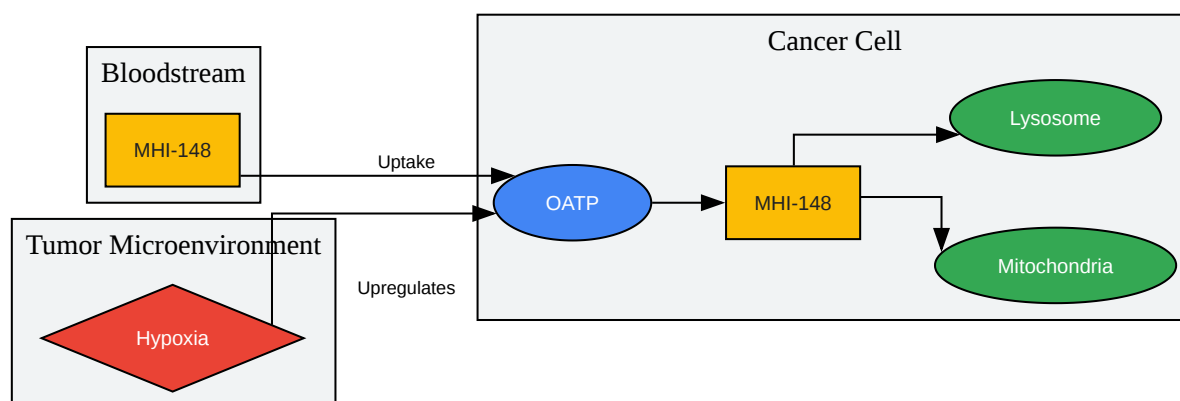 Cancer Cell
Bloodstream
MHI-148
Uptake
OATP
MHI-148
Lysosome
Mitochondria
Tumor Microenvironment
Hypoxia
Upregulates